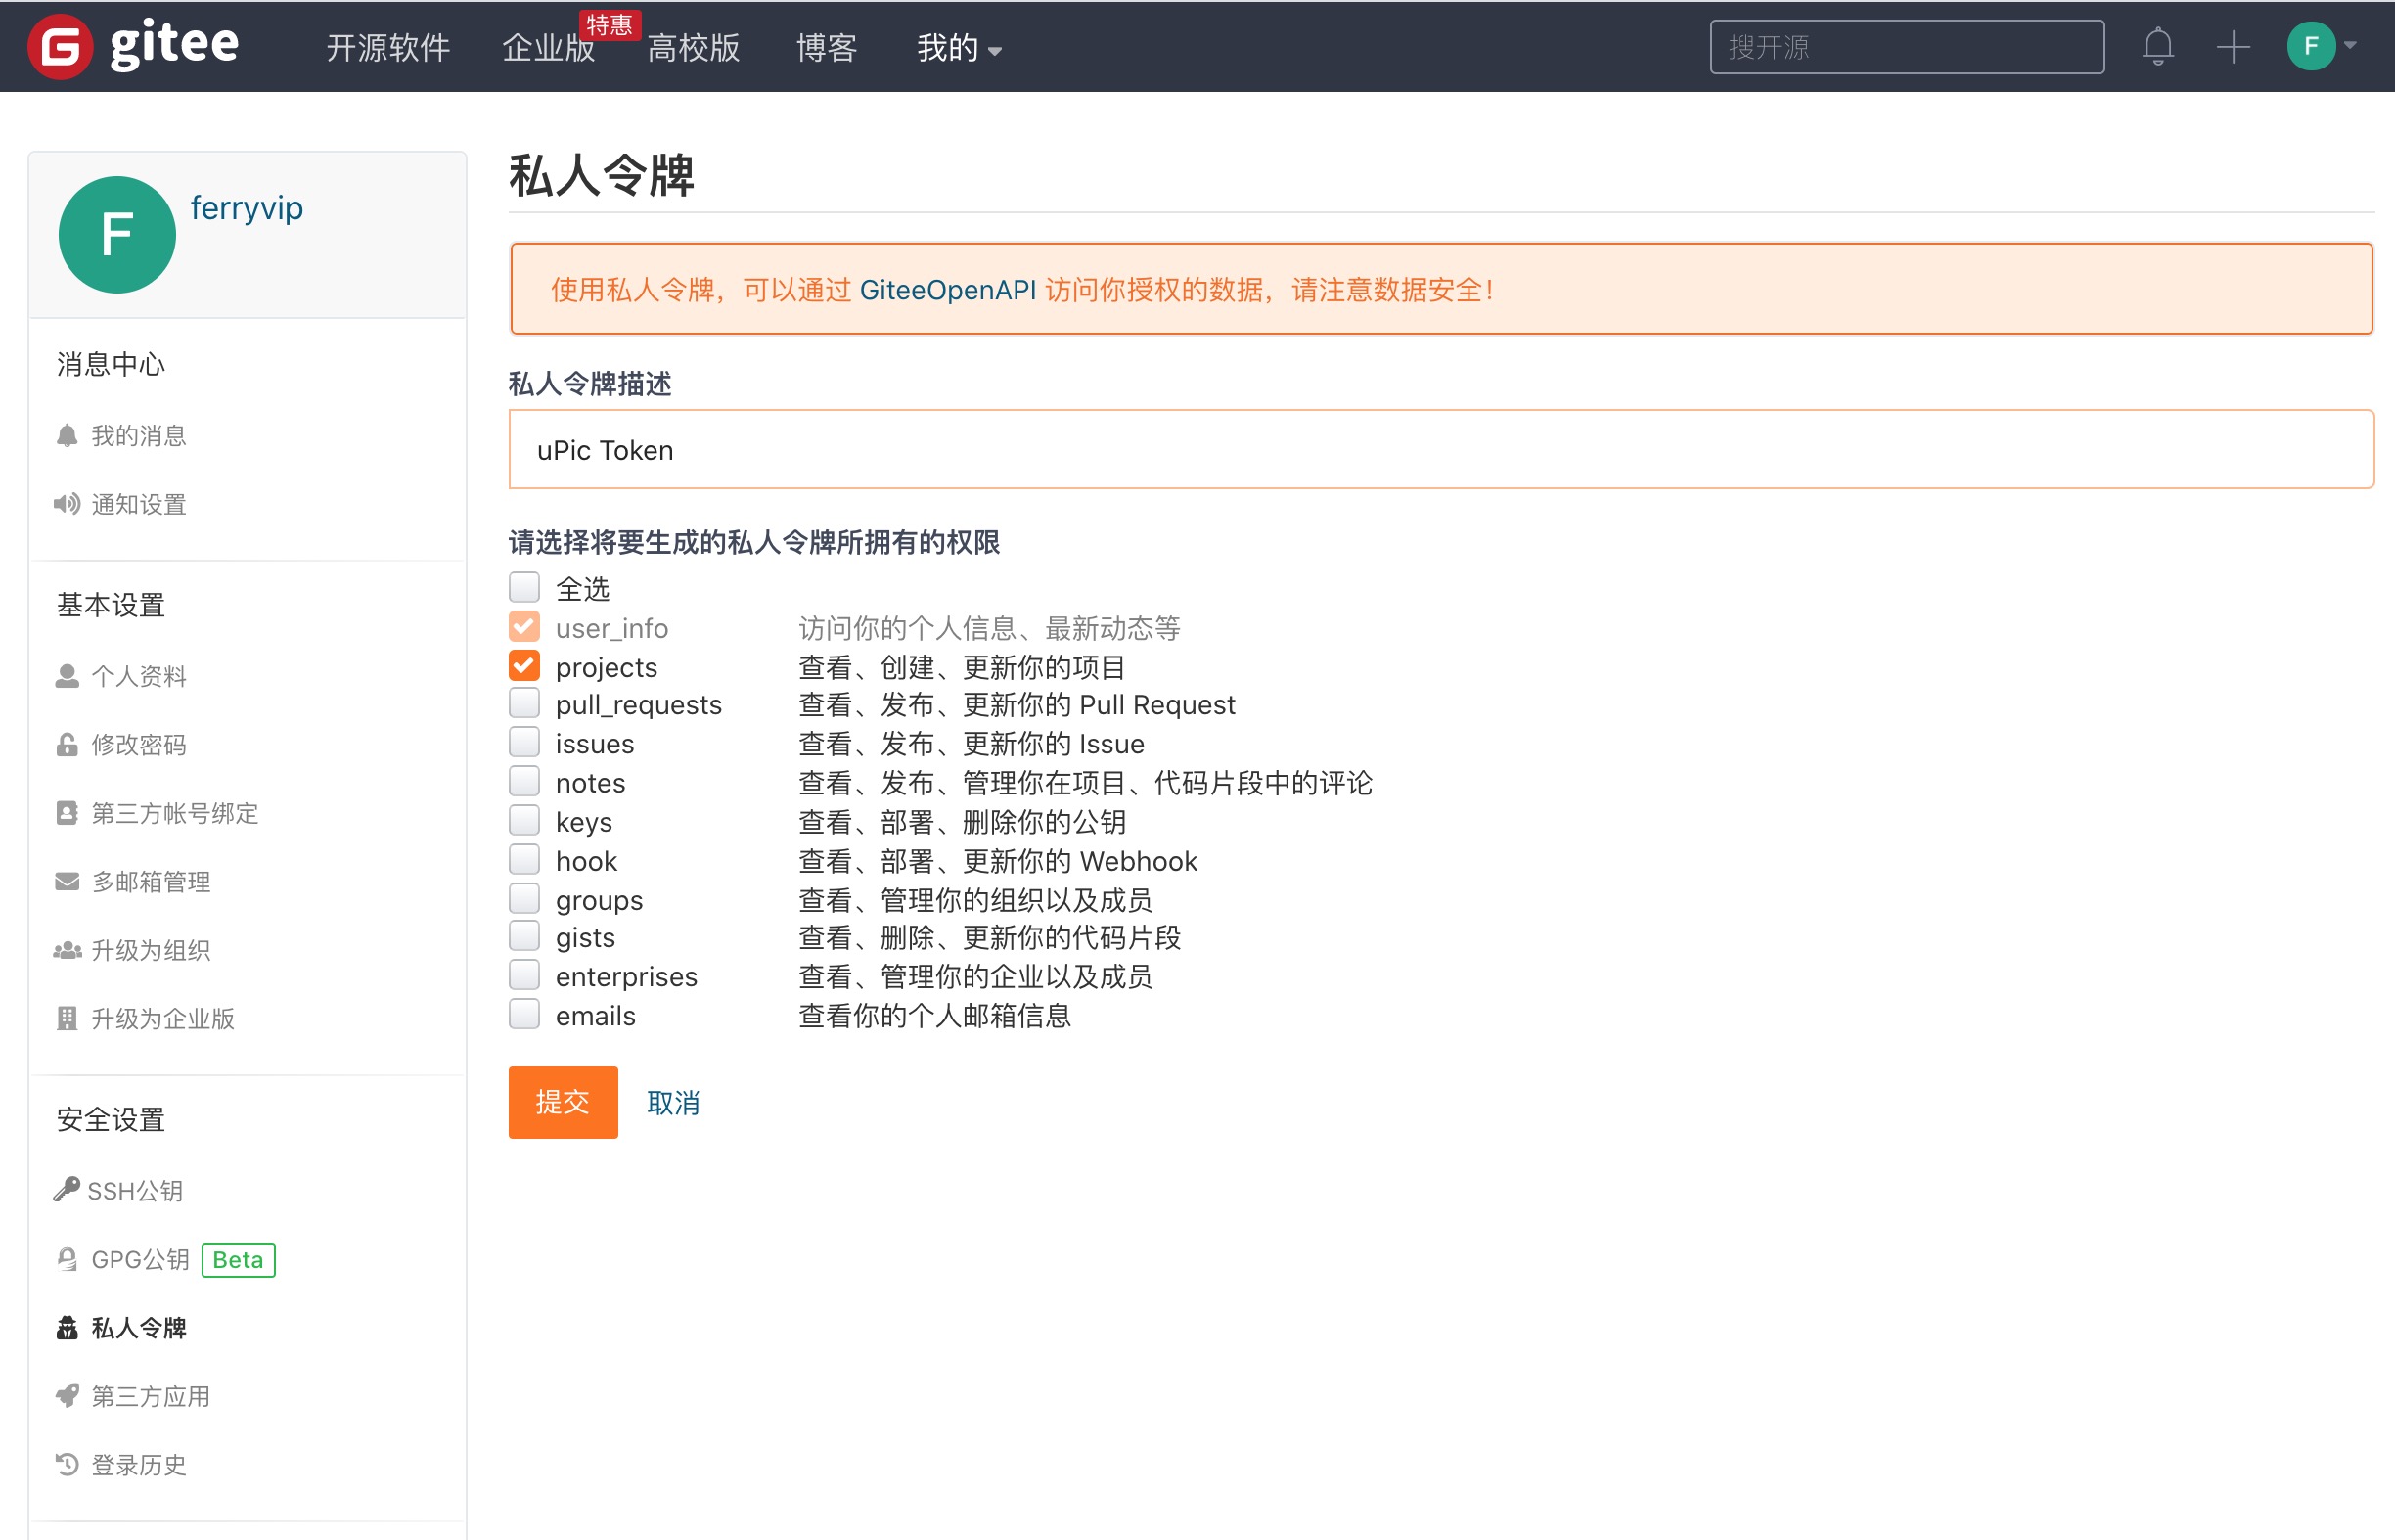 gitee
开源软件
企业版
特惠
高校版
博客
我的
搜开源
F
F
ferryvip
消息中心
我的消息
通知设置
基本设置
个人资料
修改密码
第三方帐号绑定
多邮箱管理
升级为组织
升级为企业版
安全设置
SSH公钥
GPG公钥 Beta
私人令牌
第三方应用
登录历史
私人令牌
使用私人令牌，可以通过 GiteeOpenAPI 访问你授权的数据，请注意数据安全！
私人令牌描述
uPic Token
请选择将要生成的私人令牌所拥有的权限
全选
user_info 访问你的个人信息、最新动态等
projects 查看、创建、更新你的项目
pull_requests 查看、发布、更新你的 Pull Request
issues 查看、发布、更新你的 Issue
notes 查看、发布、管理你在项目、代码片段中的评论
keys 查看、部署、删除你的公钥
hook 查看、部署、更新你的 Webhook
groups 查看、管理你的组织以及成员
gists 查看、删除、更新你的代码片段
enterprises 查看、管理你的企业以及成员
emails 查看你的个人邮箱信息
提交 取消